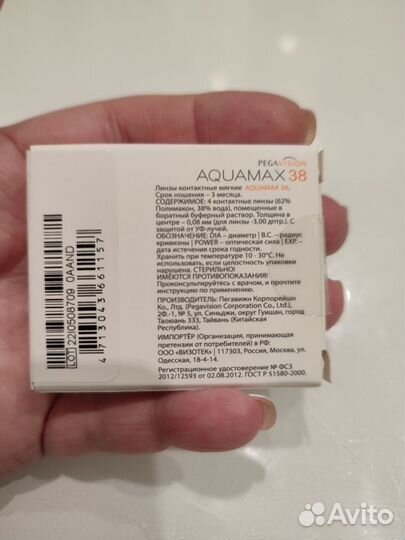 PEGAVISION
AQUAMAX 38
Линзы контактные мягкие AQUAMAX 38.
Срок ношения – 3 месяца.
СОДЕРЖИМОЕ: 4 контактные линзы (62%
Полимакон, 38% вода), помещенные в
боратный буферный раствор. Толщина в
центре – 0,08 мм (для линзы -3,00 дптр.). С
защитой от УФ-лучей.
ОБОЗНАЧЕНИЕ: DIA – диаметр | B.C. –радиус
кривизны | POWER – оптическая сила | EXP. –
дата истечения срока годности.
Хранить при температуре 10 - 30°C. Не
использовать, если целостность упаковки
нарушена. СТЕРИЛЬНО!
ИМЕЮТСЯ ПРОТИВОПОКАЗАНИЯ!
Проконсультируйтесь с врачом, и прочтите
инструкцию по применению.
ПРОИЗВОДИТЕЛЬ: Пегавижн Корпорейшн
Ко., Лтд. (Pegavision Corporation Co., Ltd.),
2Ф.-1, № 5, ул. Синьджи, округ Гуишан, город
Таоюань 333, Тайвань (Китайская
Республика).
ИМПОРТЁР (Организация, принимающая
претензии от потребителей) в РФ:
ООО «ВИЗОТЕК» | 117303, Россия, Москва, ул.
Одесская, 18-4-14.
Регистрационное удостоверение № ФСЗ
2012/12593 от 02.08.2012. ГОСТ Р 51580-2000.
LOT 220508709 0AAND
4 713043 661157
Avito